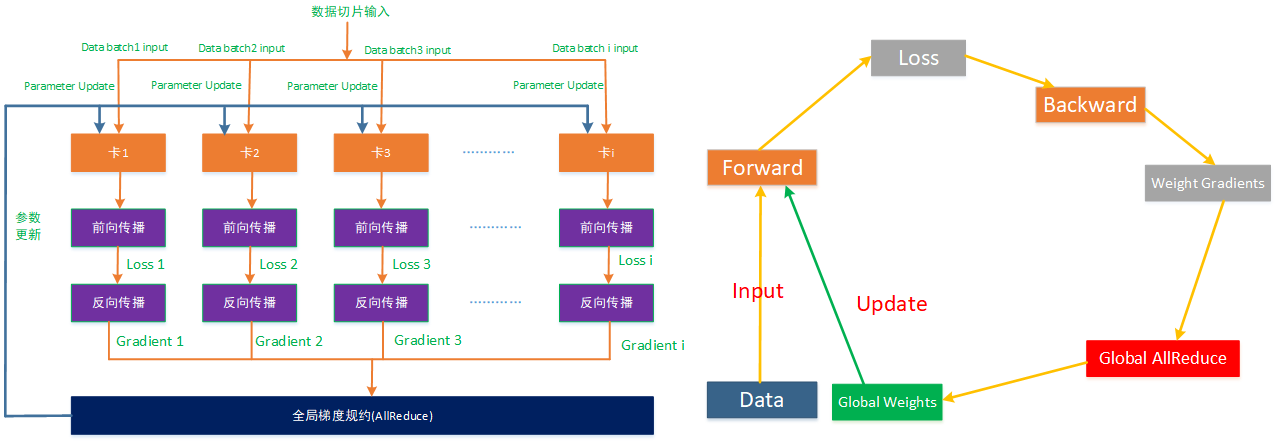 数据切片输入
Data batch1 input
Data batch2 input
Data batch3 input
Data batch i input
Parameter Update
Parameter Update
Parameter Update
Parameter Update
卡1
卡2
卡3
…………
卡i
参数
更新
前向传播
前向传播
前向传播
…………
前向传播
Loss 1
Loss 2
Loss 3
Loss i
反向传播
反向传播
反向传播
…………
反向传播
Gradient 1
Gradient 2
Gradient 3
Gradient i
全局梯度规约(AllReduce)
Loss
Backward
Forward
Weight Gradients
Input
Update
Global AllReduce
Data
Global Weights